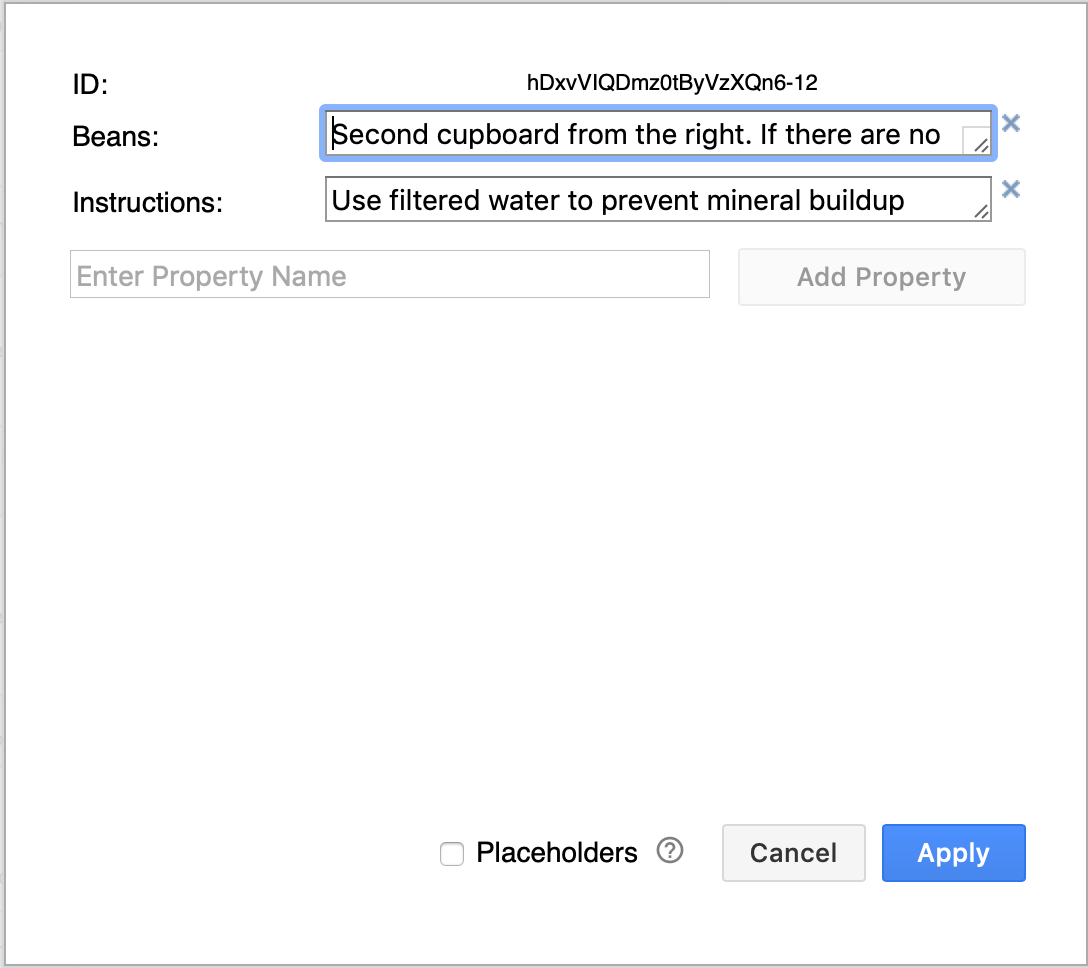 ID: hDxvVIQDmz0tByVzXQn6-12
Beans: Second cupboard from the right. If there are no
Instructions: Use filtered water to prevent mineral buildup
Enter Property Name Add Property
Placeholders ? Cancel Apply